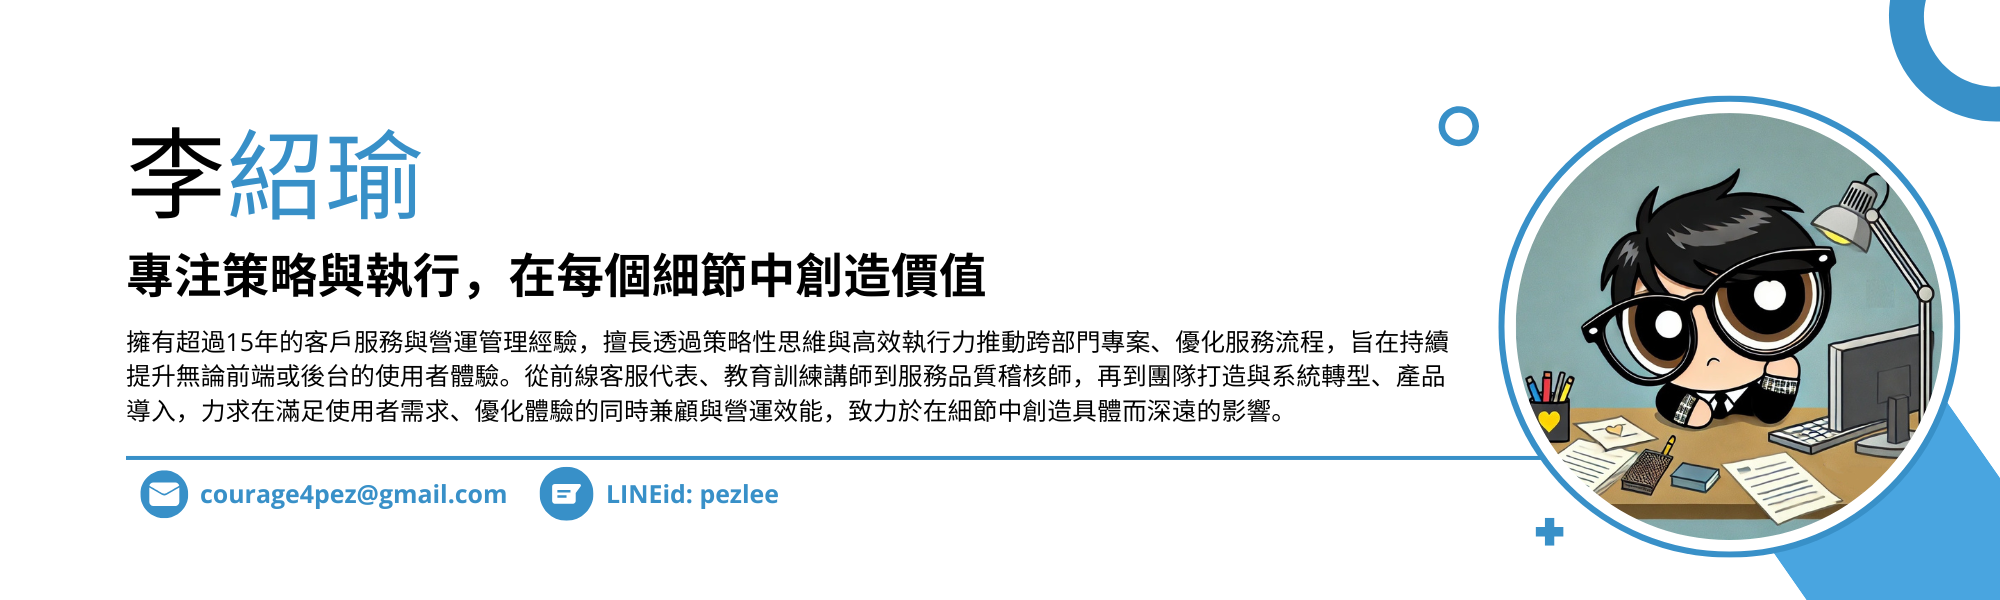 李紹瑜
專注策略與執行，在每個細節中創造價值
擁有超過15年的客戶服務與營運管理經驗，擅長透過策略性思維與高效執行力推動跨部門專案、優化服務流程，旨在持續
提升無論前端或後台的使用者體驗。從前線客服代表、教育訓練講師到服務品質稽核師，再到團隊打造與系統轉型、產品
導入，力求在滿足使用者需求、優化體驗的同時兼顧與營運效能，致力於在細節中創造具體而深遠的影響。
courage4pez@gmail.com
LINEid: pezlee